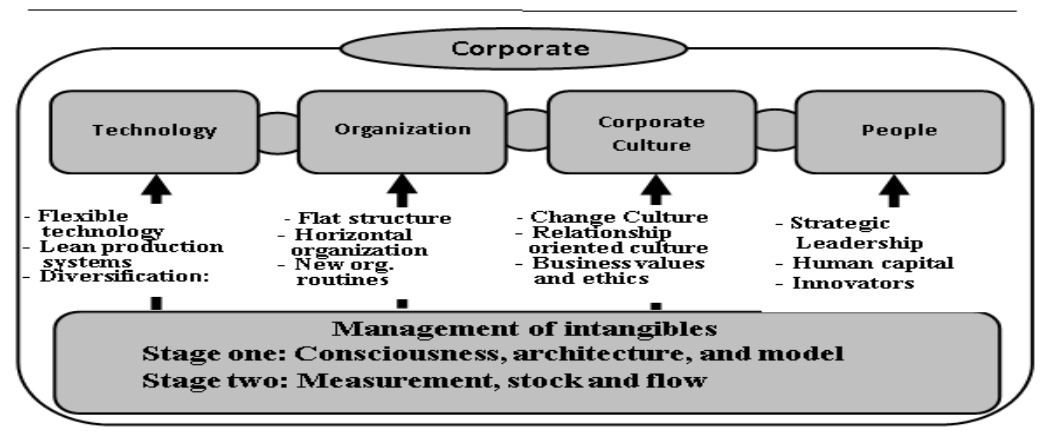 Corporate
Technology
Organization
Corporate
Culture
People
- Flexible
technology
- Lean production
systems
- Diversification:
- Flat structure
- Horizontal
organization
- New org.
routines
- Change Culture
- Relationship
oriented culture
- Business values
and ethics
- Strategic
Leadership
- Human capital
- Innovators
Management of intangibles
Stage one: Consciousness, architecture, and model
Stage two: Measurement, stock and flow